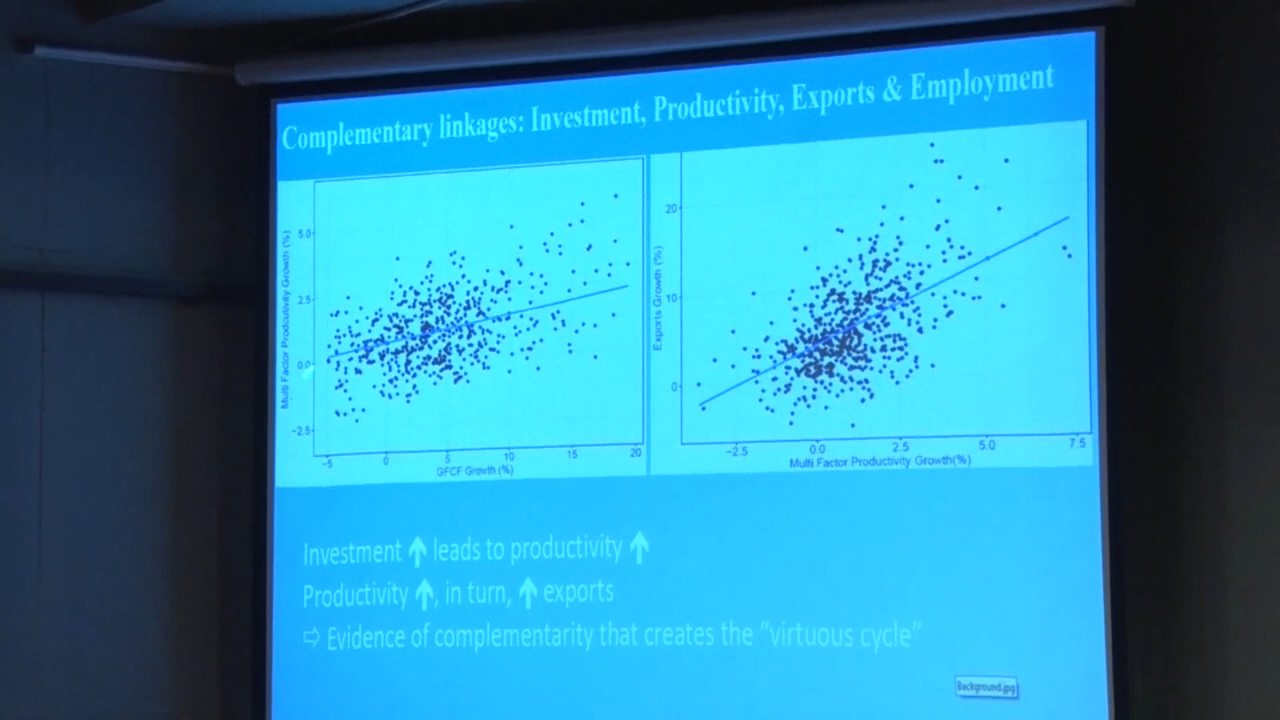 Complementary linkages: Investment, Productivity, Exports & Employment
Multi Factor Prodcutivity Growth (%)
5.0
2.5
0.0
-2.5
-5
0
5
10
15
20
GFCF Growth (%)
Exports Growth (%)
20
10
0
-2.5
0.0
2.5
5.0
7.5
Multi Factor Productivity Growth(%)
Investment ⬆ leads to productivity ⬆
Productivity ⬆, in turn, ⬆ exports
⇨ Evidence of complementarity that creates the “virtuous cycle”
Background.jpg